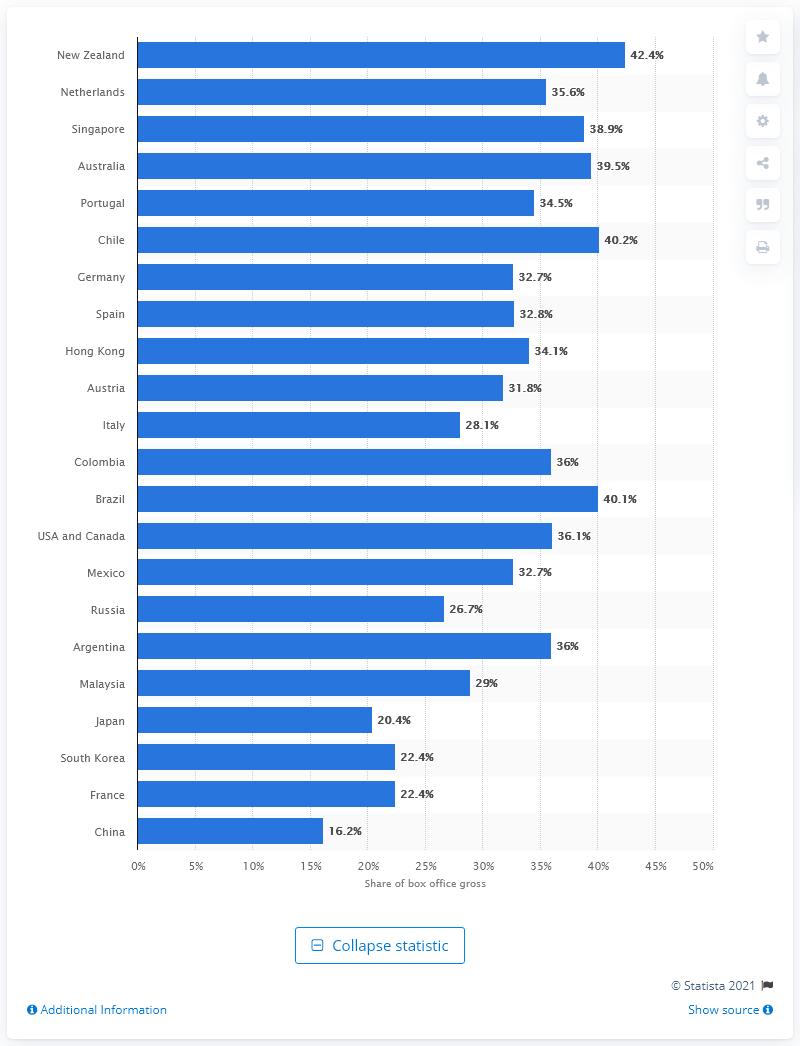 New Zealand 42.4%
Netherlands 35.6%
Singapore 38.9%
Australia 39.5%
Portugal 34.5%
Chile 40.2%
Germany 32.7%
Spain 32.8%
Hong Kong 34.1%
Austria 31.8%
Italy 28.1%
Colombia 36%
Brazil 40.1%
USA and Canada 36.1%
Mexico 32.7%
Russia 26.7%
Argentina 36%
Malaysia 29%
Japan 20.4%
South Korea 22.4%
France 22.4%
China 16.2%
0% 5% 10% 15% 20% 25% 30% 35% 40% 45% 50%
Share of box office gross
Collapse statistic
© Statista 2021
Additional Information Show source